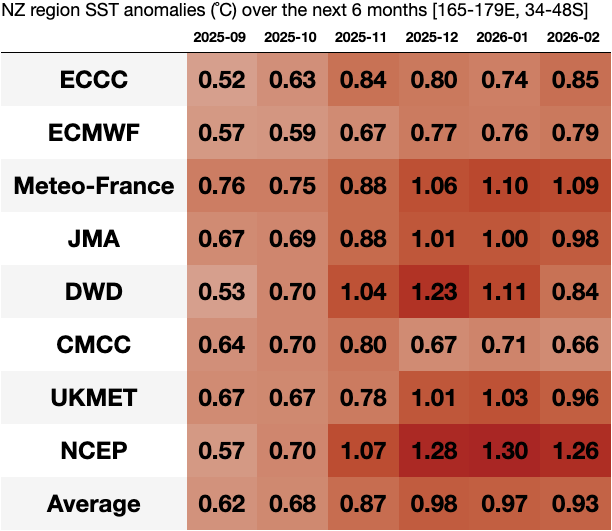 NZ region SST anomalies (℃) over the next 6 months [165-179E, 34-48S]
2025-09 2025-10 2025-11 2025-12 2026-01 2026-02
ECCC 0.52 0.63 0.84 0.80 0.74 0.85
ECMWF 0.57 0.59 0.67 0.77 0.76 0.79
Meteo-France 0.76 0.75 0.88 1.06 1.10 1.09
JMA 0.67 0.69 0.88 1.01 1.00 0.98
DWD 0.53 0.70 1.04 1.23 1.11 0.84
CMCC 0.64 0.70 0.80 0.67 0.71 0.66
UKMET 0.67 0.67 0.78 1.01 1.03 0.96
NCEP 0.57 0.70 1.07 1.28 1.30 1.26
Average 0.62 0.68 0.87 0.98 0.97 0.93